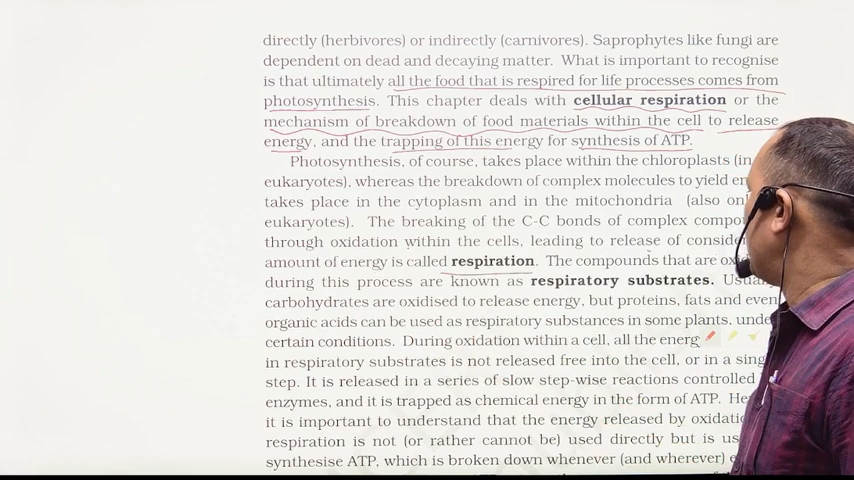 directly (herbivores) or indirectly (carnivores). Saprophytes like fungi are
dependent on dead and decaying matter. What is important to recognise
is that ultimately all the food that is respired for life processes comes from
photosynthesis. This chapter deals with cellular respiration or the
mechanism of breakdown of food materials within the cell to release
energy, and the trapping of this energy for synthesis of ATP.
Photosynthesis, of course, takes place within the chloroplasts (in
eukaryotes), whereas the breakdown of complex molecules to yield
takes place in the cytoplasm and in the mitochondria (also
eukaryotes). The breaking of the C-C bonds of complex
through oxidation within the cells, leading to release of
amount of energy is called respiration. The compounds that are
during this process are known as respiratory substrates.
carbohydrates are oxidised to release energy, but proteins, fats and even
organic acids can be used as respiratory substances in some plants,
certain conditions. During oxidation within a cell, all the
in respiratory substrates is not released free into the cell, or in a
step. It is released in a series of slow step-wise reactions controlled
enzymes, and it is trapped as chemical energy in the form of ATP.
it is important to understand that the energy released by
respiration is not (or rather cannot be) used directly but is
synthesise ATP, which is broken down whenever (and wherever)